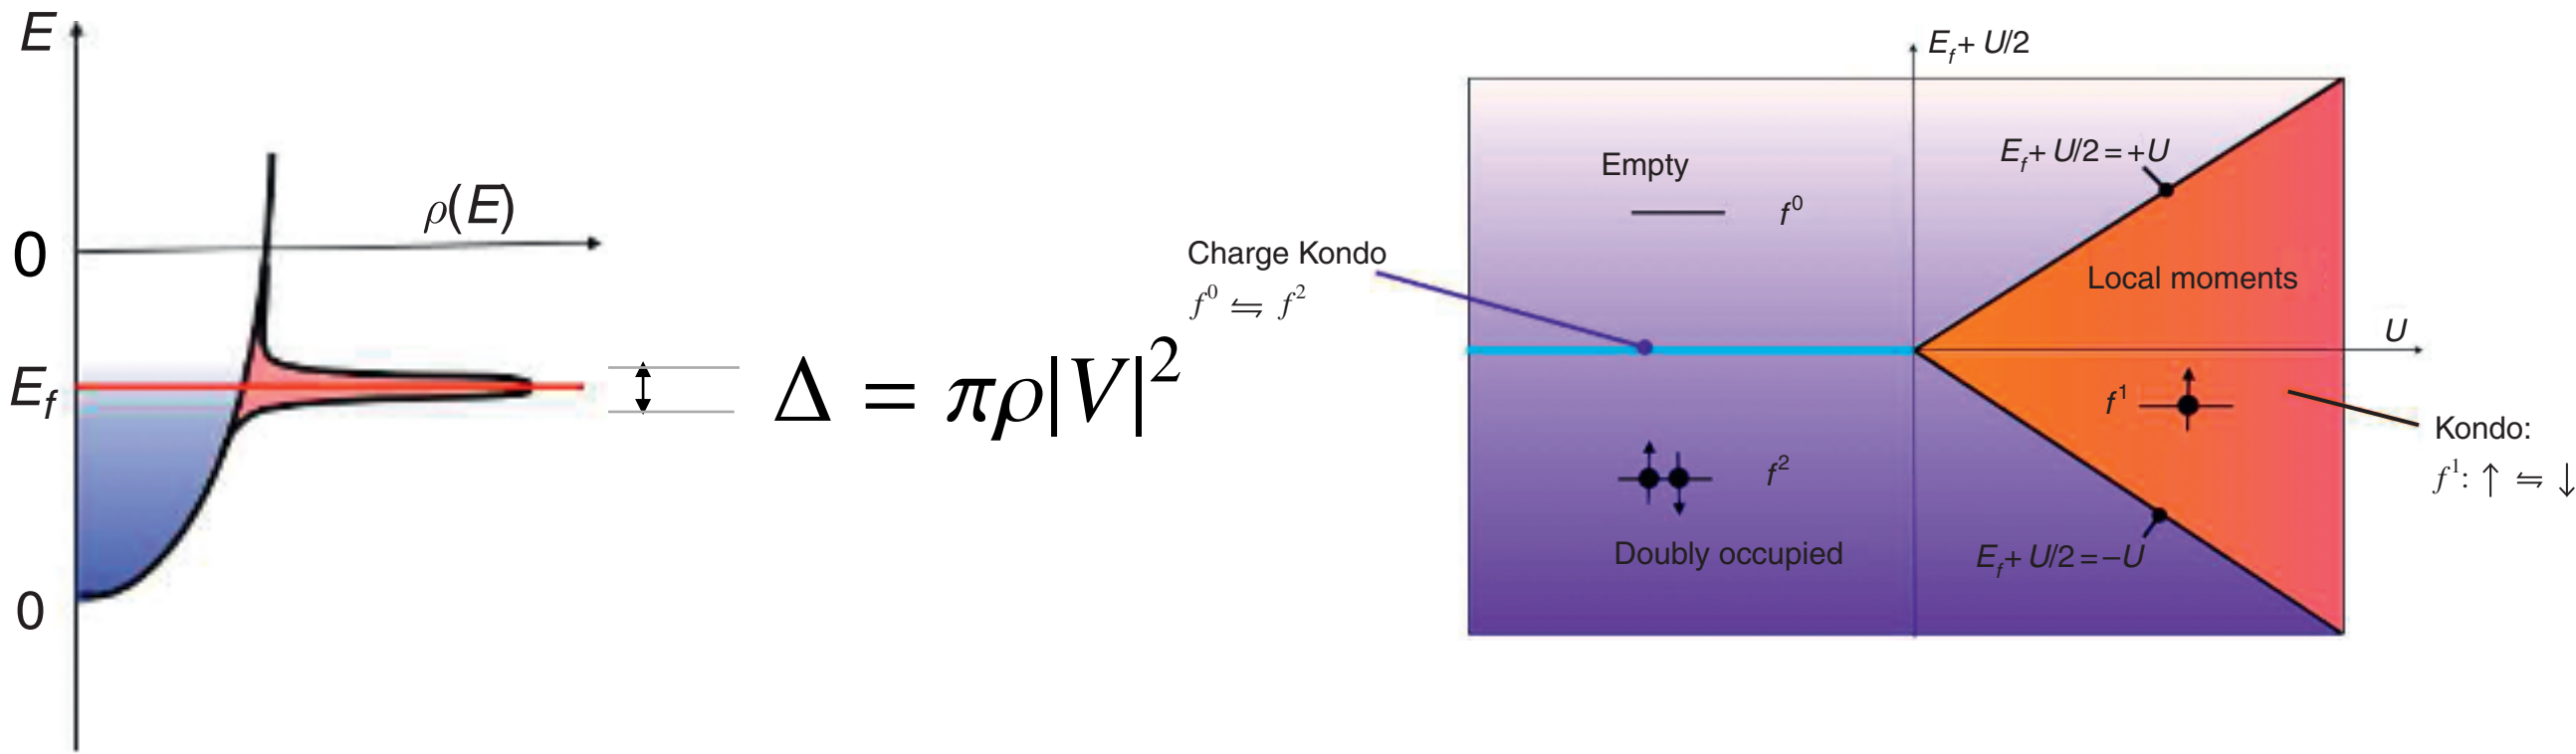 E
ρ(E)
0
E_f
0
Δ = πρ|V|²
E_f + U/2
E_f + U/2 = +U
Empty
f⁰
Charge Kondo
f⁰ ⇋ f²
Local moments
U
f¹
Kondo:
f¹: ↑ ⇋ ↓
f²
Doubly occupied
E_f + U/2 = −U